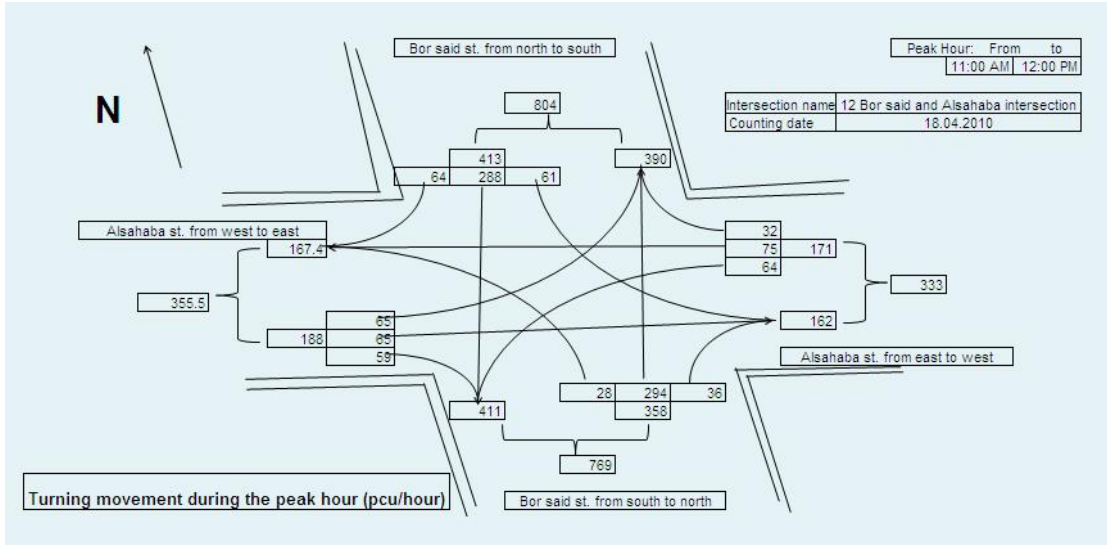 Bor said st. from north to south
Peak Hour: From to
11:00 AM 12:00 PM
N
804
Intersection name 12 Bor said and Alsahaba intersection
Counting date 18.04.2010
413
390
64 288 61
Alsahaba st. from west to east
32
167.4
75 171
64
355.5
333
65
162
188 65
59
Alsahaba st. from east to west
28 294 36
411
358
769
Turning movement during the peak hour (pcu/hour)
Bor said st. from south to north